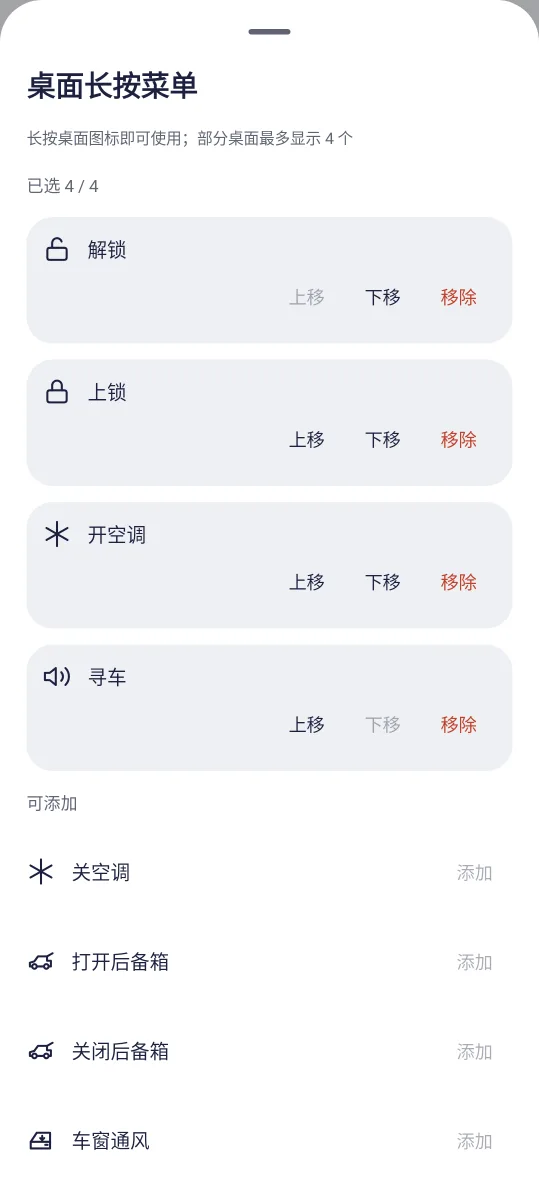 桌面长按菜单
长按桌面图标即可使用；部分桌面最多显示 4 个
已选 4 / 4
解锁
上移 下移 移除
上锁
上移 下移 移除
开空调
上移 下移 移除
寻车
上移 下移 移除
可添加
关空调 添加
打开后备箱 添加
关闭后备箱 添加
车窗通风 添加